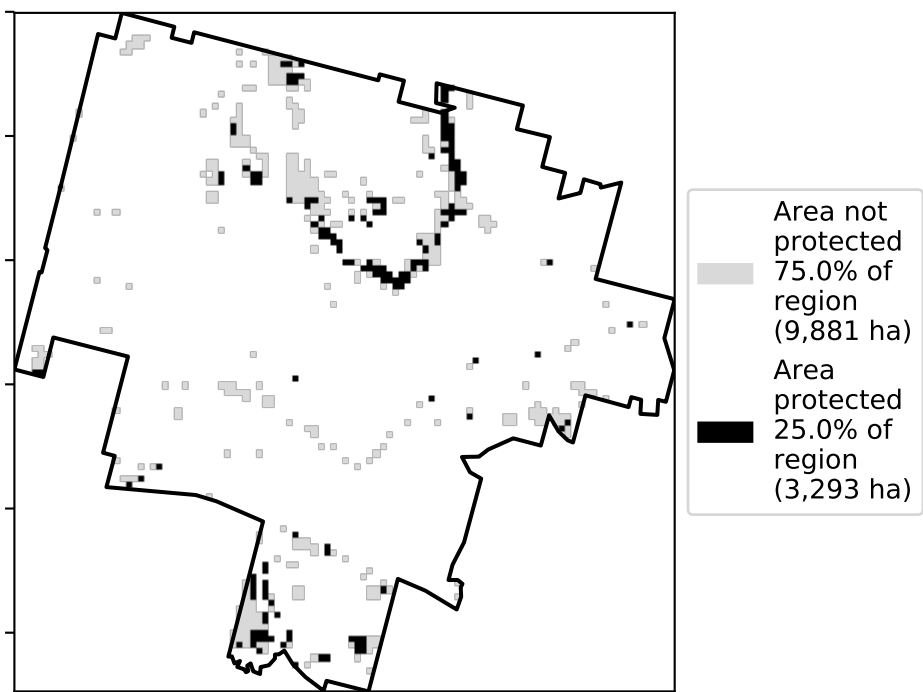 Area not
protected
75.0% of
region
(9,881 ha)
Area
protected
25.0% of
region
(3,293 ha)